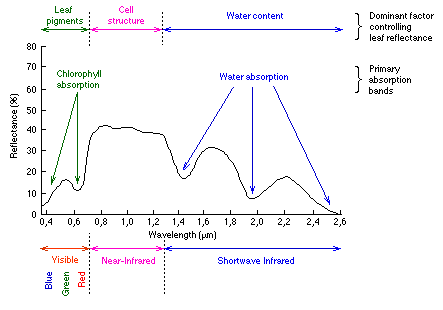 Leaf
pigments
Cell
structure
Water content
Dominant factor
controlling
leaf reflectance
80
70
60
50
40
30
20
10
0
Reflectance (%)
Chlorophyll
absorption
Water absorption
Primary
absorption
bands
0,4 0,6 0,8 1,0 1,2 1,4 1,6 1,8 2,0 2,2 2,4 2,6
Wavelength (µm)
Visible Near-Infrared Shortwave Infrared
Blue
Green
Red